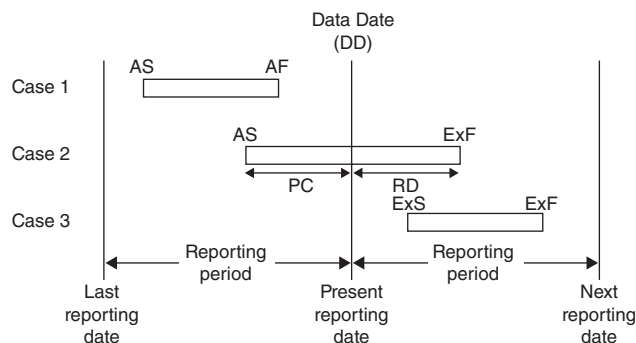 Data Date
(DD)
AS AF
Case 1
AS ExF
Case 2
PC RD
ExS ExF
Case 3
Reporting
period
Reporting
period
Last
reporting
date
Present
reporting
date
Next
reporting
date